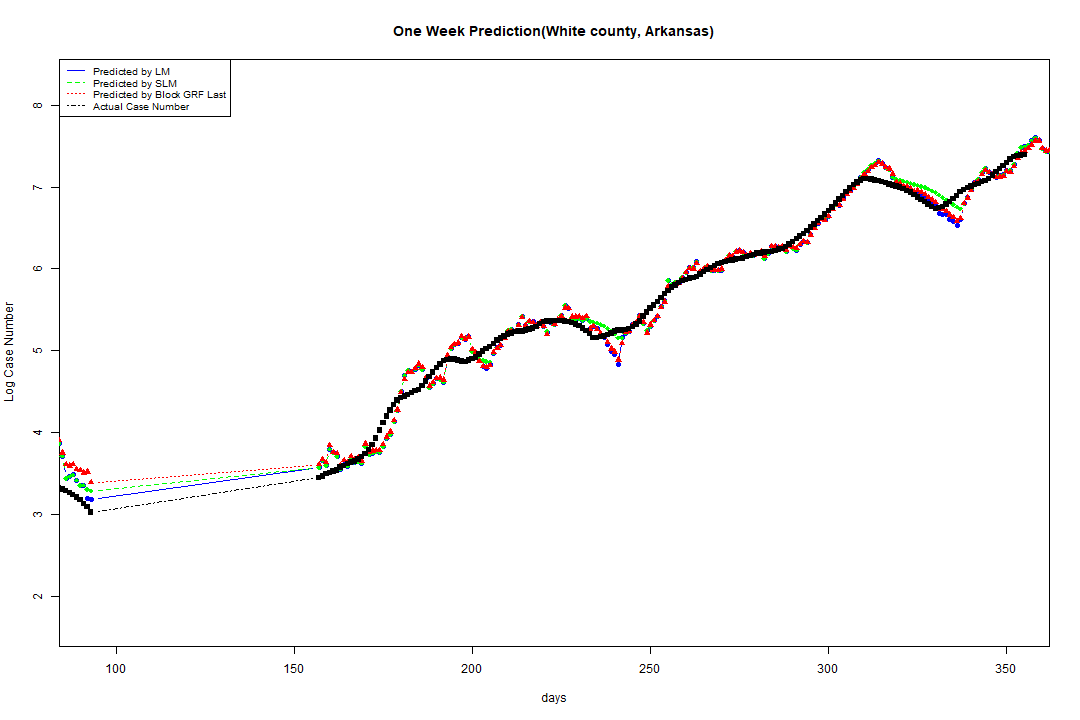 One Week Prediction(White county, Arkansas)
Predicted by LM
Predicted by SLM
Predicted by Block GRF Last
Actual Case Number
8
7
6
5
4
3
2
Log Case Number
100 150 200 250 300 350
days